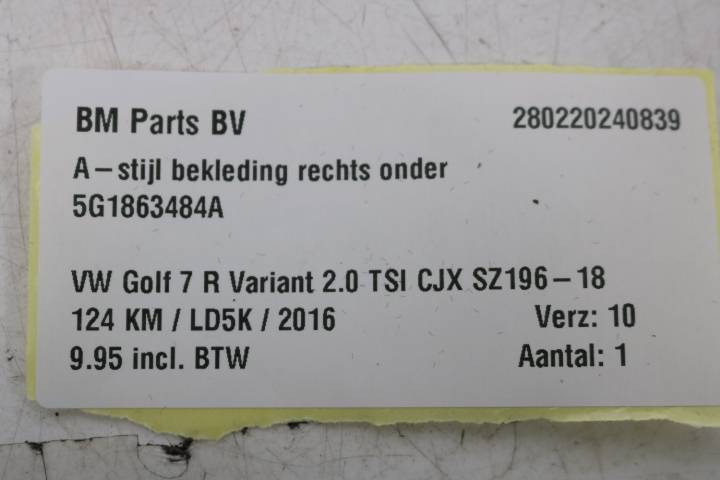 BM Parts BV 280220240839
A-stijl bekleding rechts onder
5G1863484A
VW Golf 7 R Variant 2.0 TSI CJX SZ196-18
124 KM / LD5K / 2016 Verz: 10
9.95 incl. BTW Aantal: 1